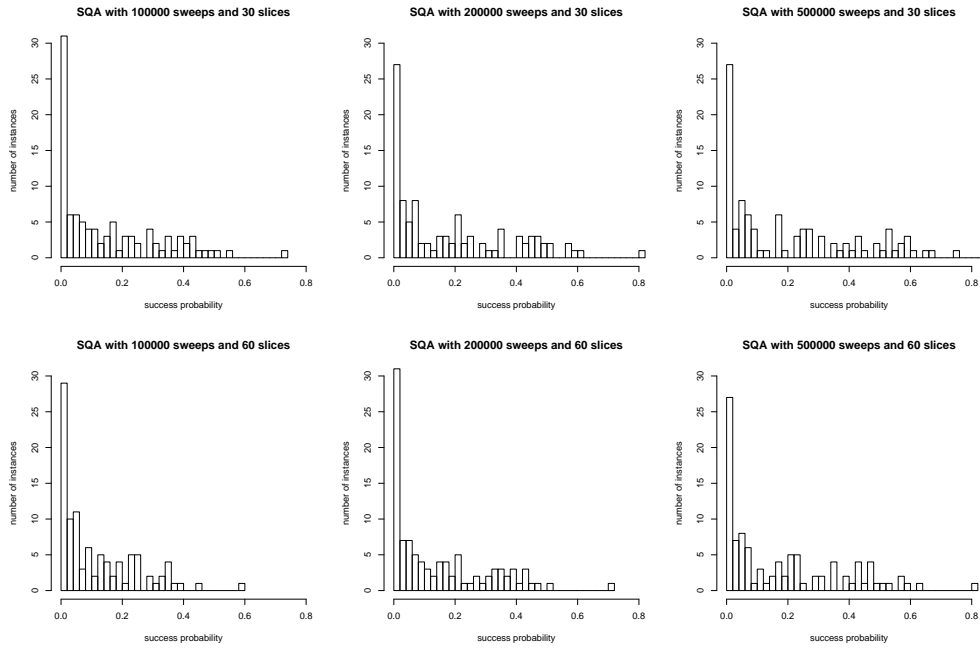 SQA with 100000 sweeps and 30 slices
number of instances
30
25
20
15
10
5
0
0.0 0.2 0.4 0.6 0.8
success probability
SQA with 200000 sweeps and 30 slices
number of instances
30
25
20
15
10
5
0
0.0 0.2 0.4 0.6 0.8
success probability
SQA with 500000 sweeps and 30 slices
number of instances
30
25
20
15
10
5
0
0.0 0.2 0.4 0.6 0.8
success probability
SQA with 100000 sweeps and 60 slices
number of instances
30
25
20
15
10
5
0
0.0 0.2 0.4 0.6 0.8
success probability
SQA with 200000 sweeps and 60 slices
number of instances
30
25
20
15
10
5
0
0.0 0.2 0.4 0.6 0.8
success probability
SQA with 500000 sweeps and 60 slices
number of instances
30
25
20
15
10
5
0
0.0 0.2 0.4 0.6 0.8
success probability